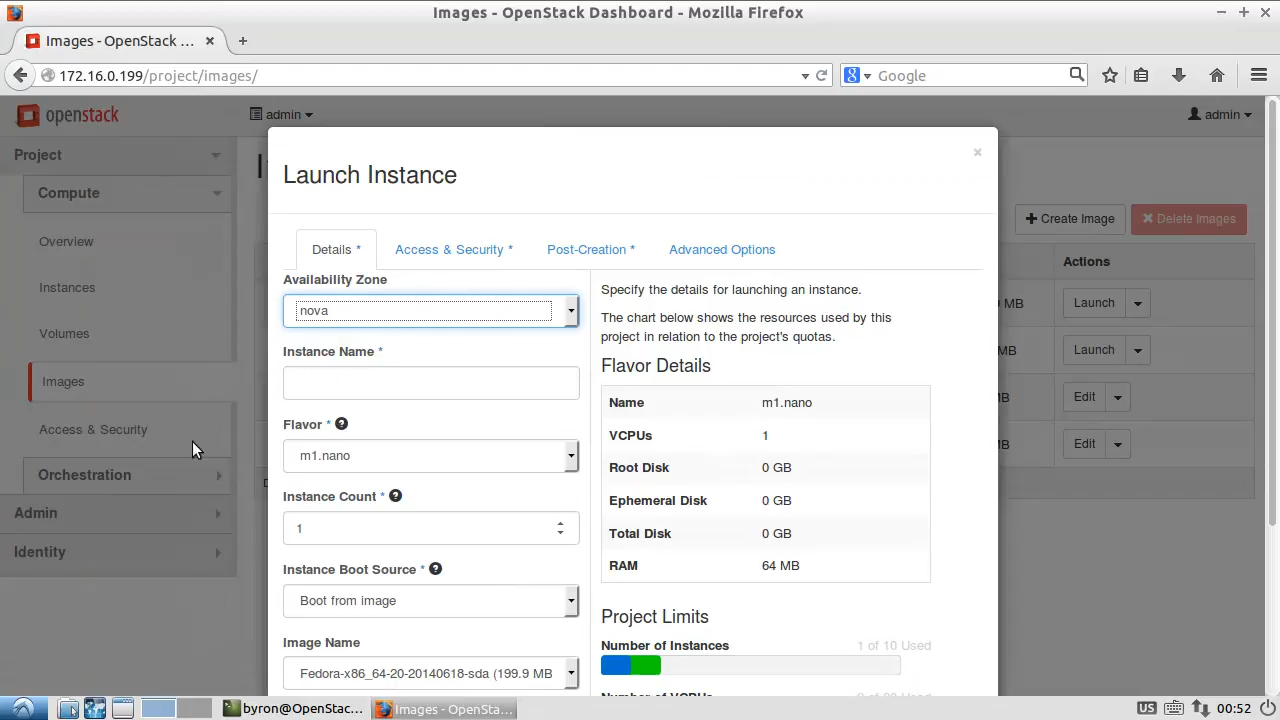 Images - OpenStack Dashboard - Mozilla Firefox
Images - OpenStack ...
172.16.0.199/project/images/
Google
openstack
admin
admin
Project
Compute
Overview
Instances
Volumes
Images
Access & Security
Orchestration
Admin
Identity
Create Image
Delete Images
Actions
MB
Launch
MB
Launch
Edit
Edit
Launch Instance
×
Details *
Access & Security *
Post-Creation *
Advanced Options
Availability Zone
nova
Instance Name *
Flavor *
m1.nano
Instance Count *
1
Instance Boot Source *
Boot from image
Image Name
Fedora-x86_64-20-20140618-sda (199.9 MB
Specify the details for launching an instance.
The chart below shows the resources used by this
project in relation to the project's quotas.
Flavor Details
Name m1.nano
VCPUs 1
Root Disk 0 GB
Ephemeral Disk 0 GB
Total Disk 0 GB
RAM 64 MB
Project Limits
Number of Instances 1 of 10 Used
Number of VCPUs
byron@OpenStac...
Images - OpenSta...
US
00:52